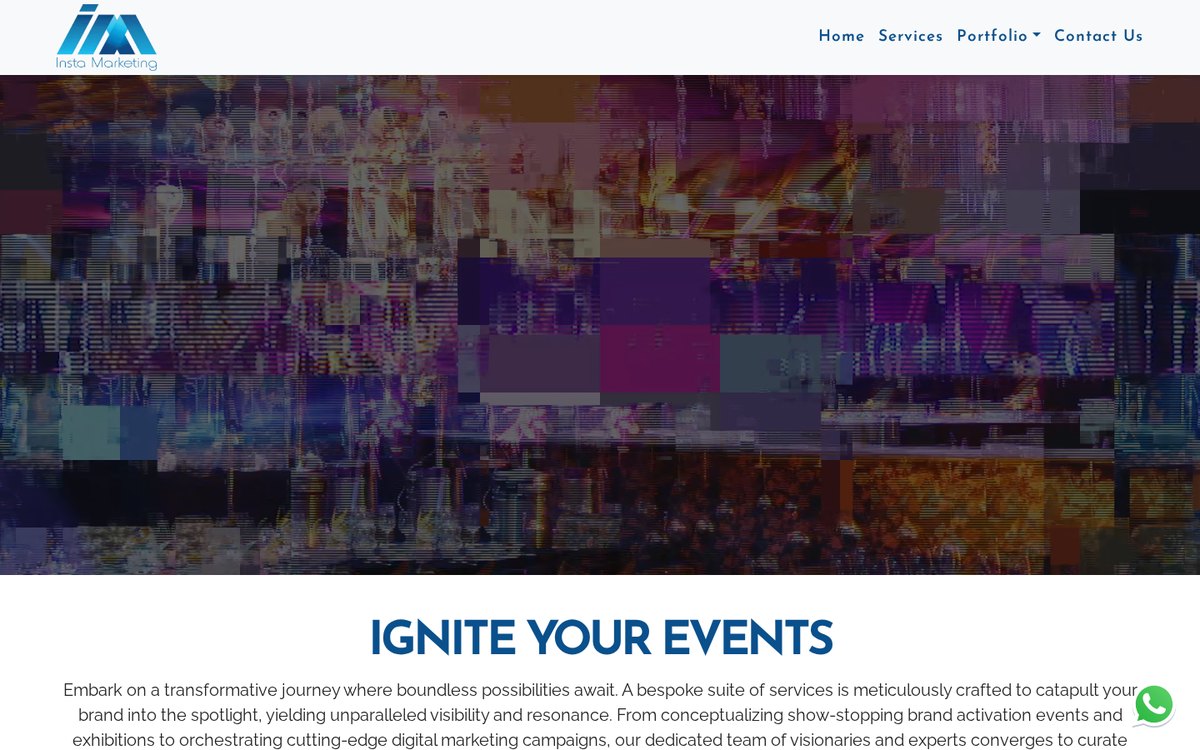 Insta Marketing
Home Services Portfolio Contact Us
IGNITE YOUR EVENTS
Embark on a transformative journey where boundless possibilities await. A bespoke suite of services is meticulously crafted to catapult your
brand into the spotlight, yielding unparalleled visibility and resonance. From conceptualizing show-stopping brand activation events and
exhibitions to orchestrating cutting-edge digital marketing campaigns, our dedicated team of visionaries and experts converges to curate